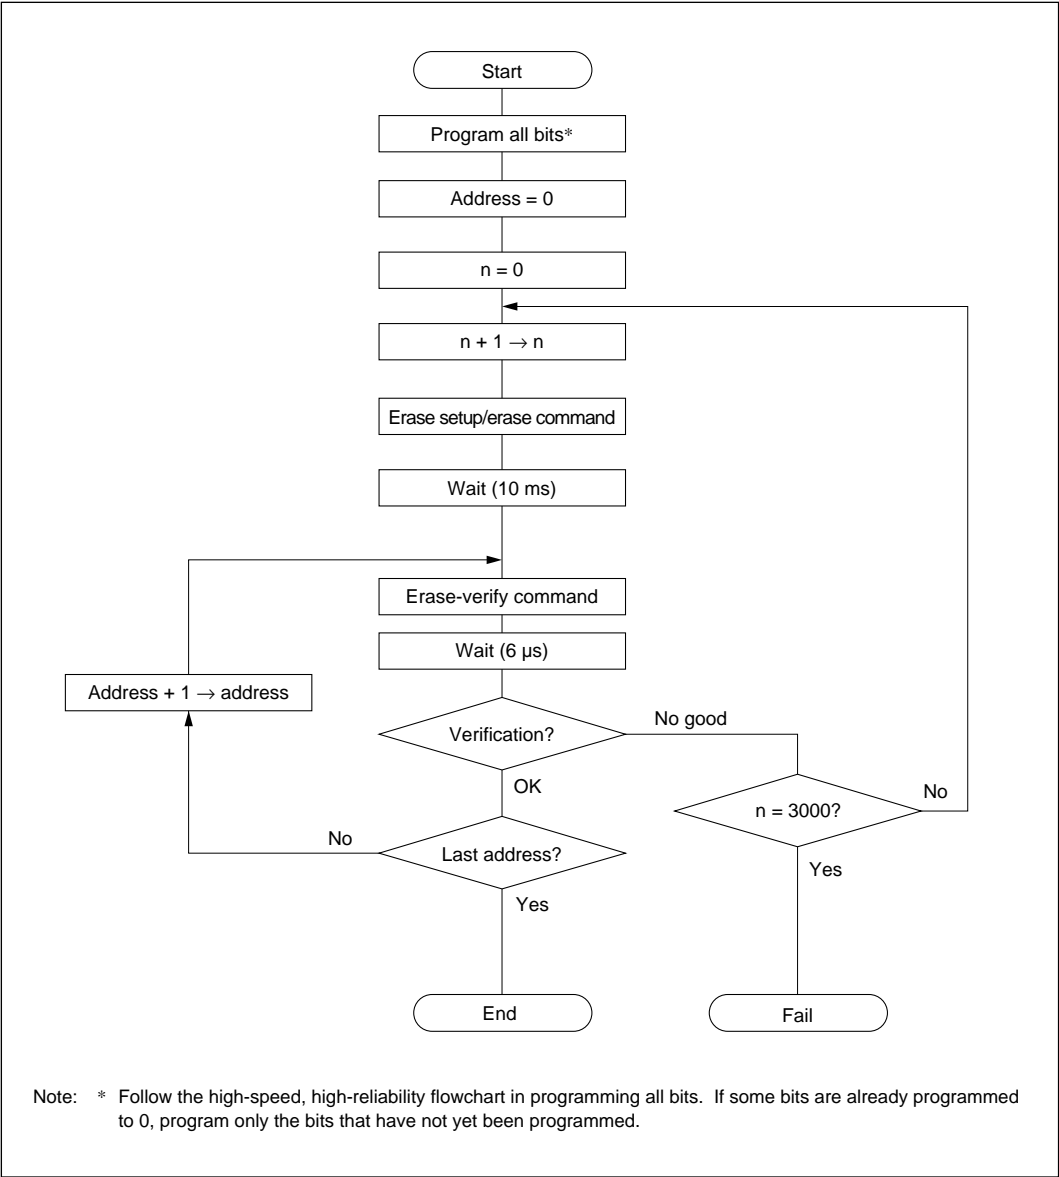 Start
Program all bits*
Address = 0
n = 0
n + 1 → n
Erase setup/erase command
Wait (10 ms)
Erase-verify command
Wait (6 µs)
Address + 1 → address
Verification?
No good
OK
n = 3000?
No
No
Last address?
Yes
Yes
End
Fail
Note: * Follow the high-speed, high-reliability flowchart in programming all bits. If some bits are already programmed
to 0, program only the bits that have not yet been programmed.